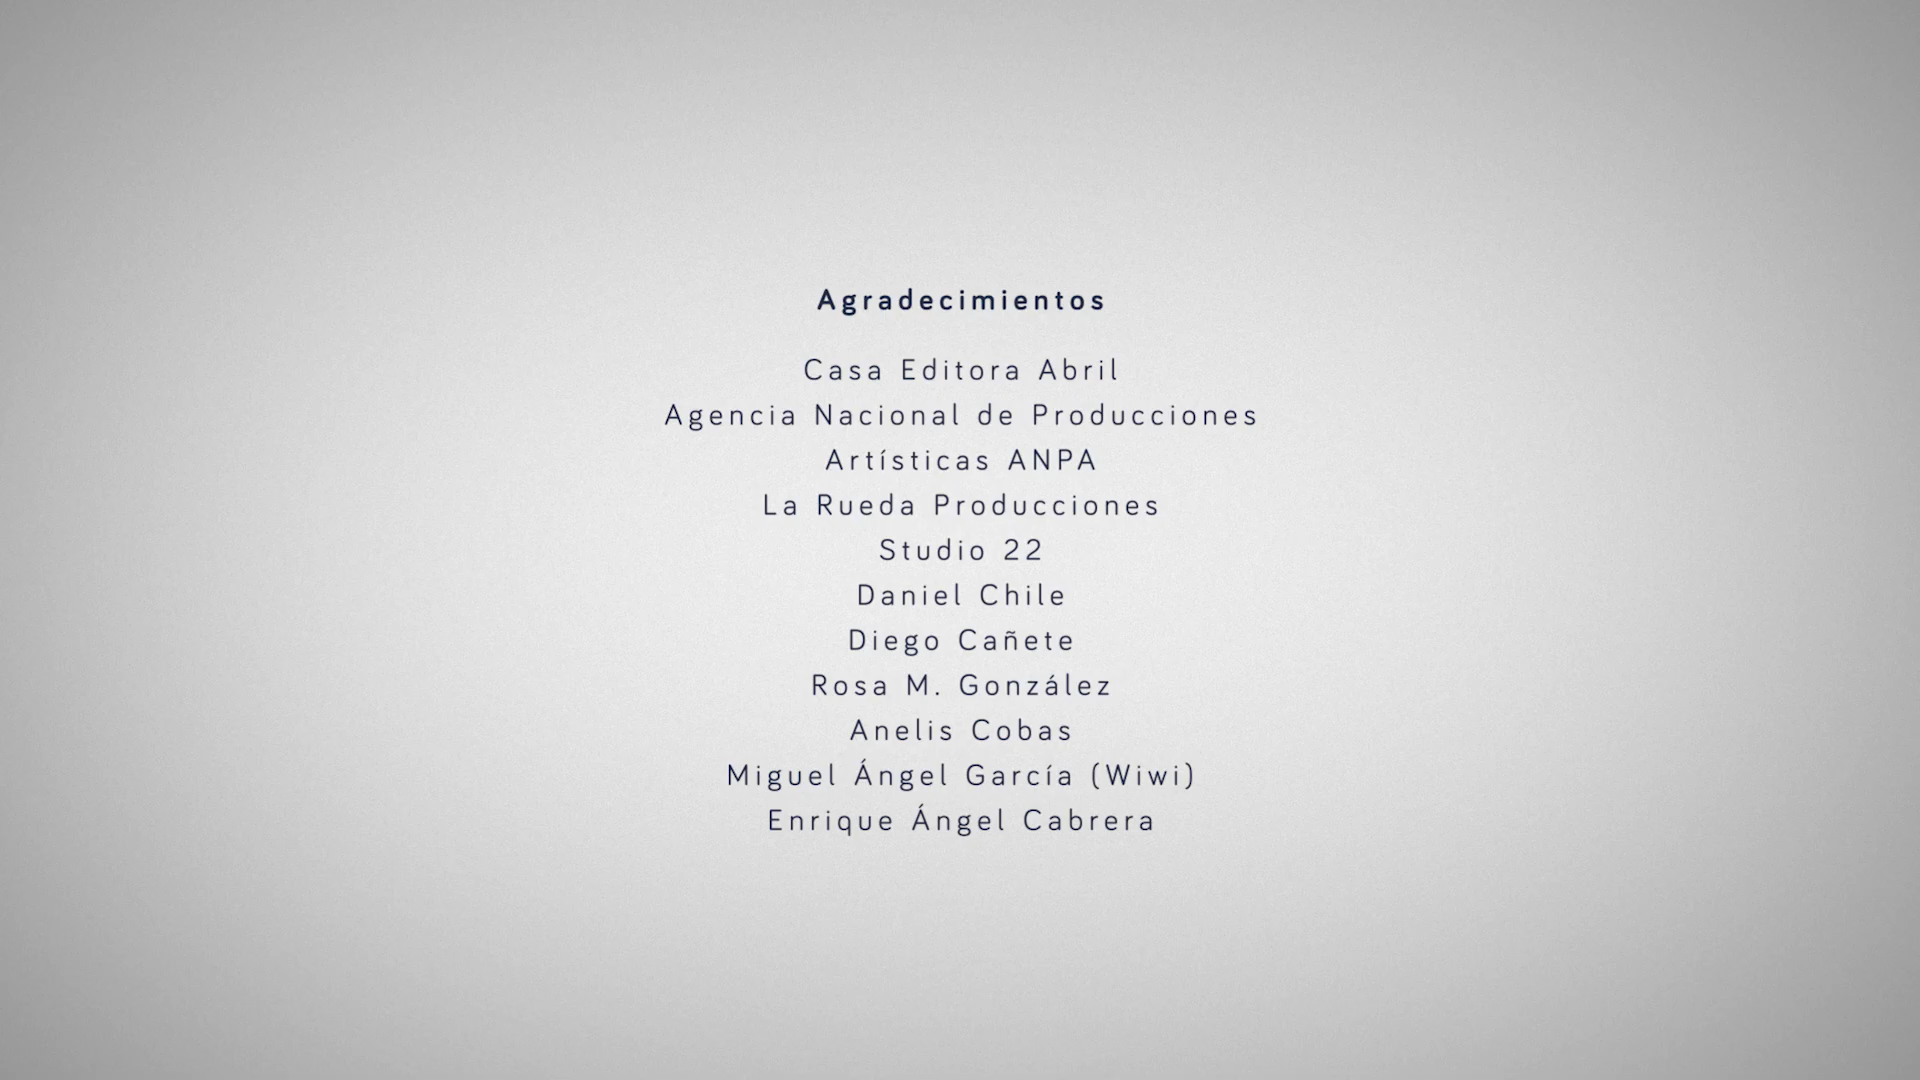 Agradecimientos
Casa Editora Abril
Agencia Nacional de Producciones
Artísticas ANPA
La Rueda Producciones
Studio 22
Daniel Chile
Diego Cañete
Rosa M. González
Anelis Cobas
Miguel Ángel García (Wiwi)
Enrique Ángel Cabrera